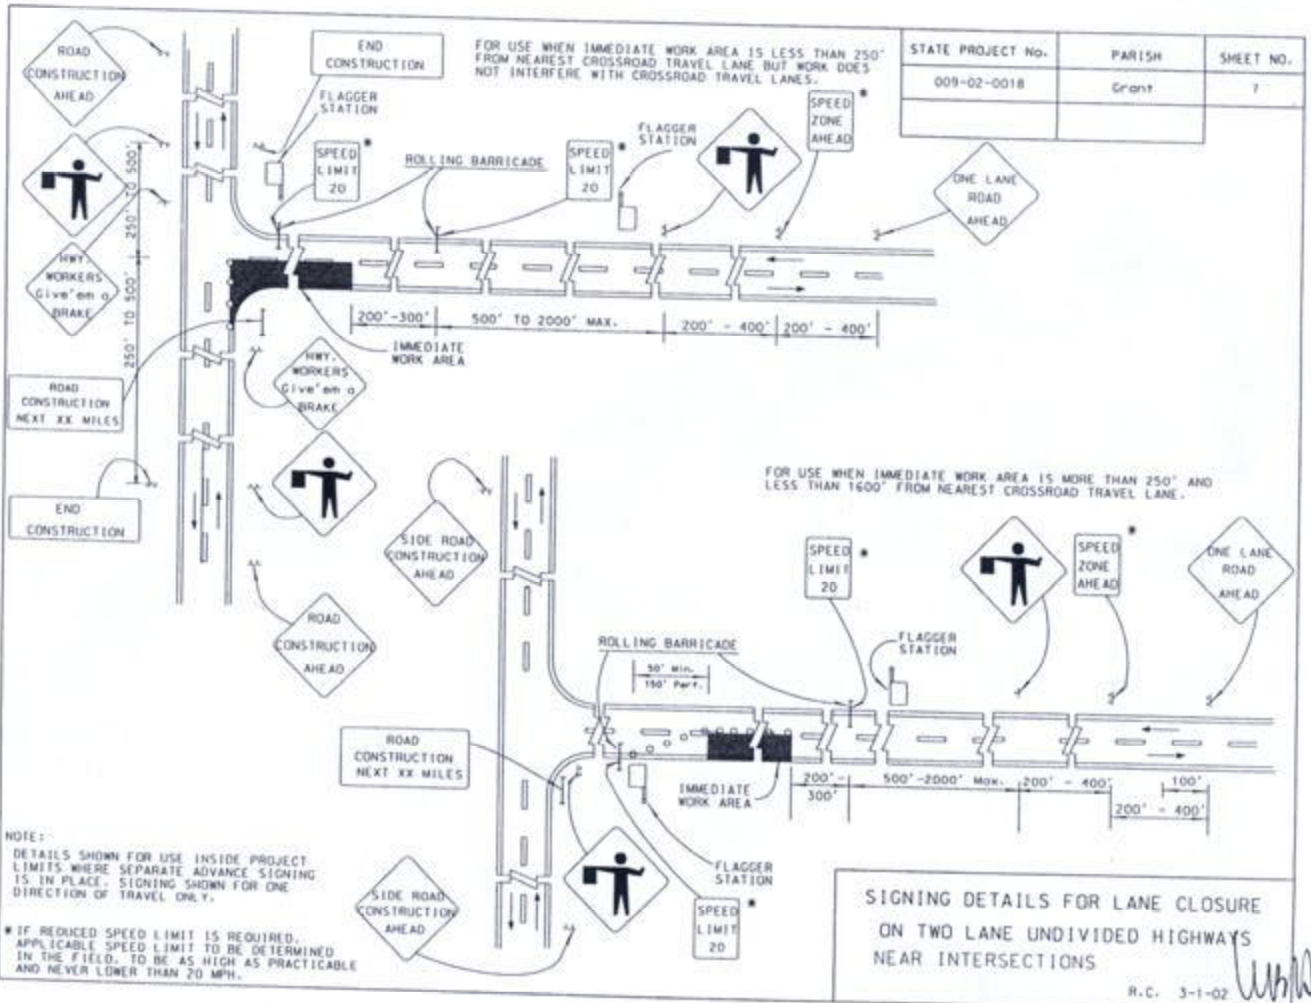 STATE PROJECT No.
PARISH
SHEET NO.
009-02-0018
Grant
7
FOR USE WHEN IMMEDIATE WORK AREA IS LESS THAN 250'
FROM NEAREST CROSSROAD TRAVEL LANE BUT WORK DOES
NOT INTERFERE WITH CROSSROAD TRAVEL LANES.
ROAD
CONSTRUCTION
AHEAD
END
CONSTRUCTION
FLAGGER
STATION
SPEED
LIMIT
20
*
ROLLING BARRICADE
SPEED
LIMIT
20
*
FLAGGER
STATION
SPEED
ZONE
AHEAD
*
ONE LANE
ROAD
AHEAD
250' TO 500'
HWY.
WORKERS
Give'em a
BRAKE
250' TO 500'
200'-300'
500' TO 2000' MAX.
200' - 400'
200' - 400'
IMMEDIATE
WORK AREA
HWY.
WORKERS
Give'em a
BRAKE
ROAD
CONSTRUCTION
NEXT XX MILES
END
CONSTRUCTION
ROAD
CONSTRUCTION
AHEAD
FOR USE WHEN IMMEDIATE WORK AREA IS MORE THAN 250' AND
LESS THAN 1600' FROM NEAREST CROSSROAD TRAVEL LANE.
SIDE ROAD
CONSTRUCTION
AHEAD
SPEED
LIMIT
20
*
SPEED
ZONE
AHEAD
*
ONE LANE
ROAD
AHEAD
ROLLING BARRICADE
FLAGGER
STATION
50' Min.
150' Perf.
ROAD
CONSTRUCTION
NEXT XX MILES
IMMEDIATE
WORK AREA
200'-
300'
500'-2000' Max.
200' - 400'
100'
200' - 400'
FLAGGER
STATION
SPEED
LIMIT
20
*
SIDE ROAD
CONSTRUCTION
AHEAD
NOTE:
DETAILS SHOWN FOR USE INSIDE PROJECT
LIMITS WHERE SEPARATE ADVANCE SIGNING
IS IN PLACE. SIGNING SHOWN FOR ONE
DIRECTION OF TRAVEL ONLY.
* IF REDUCED SPEED LIMIT IS REQUIRED,
APPLICABLE SPEED LIMIT TO BE DETERMINED
IN THE FIELD. TO BE AS HIGH AS PRACTICABLE
AND NEVER LOWER THAN 20 MPH.
SIGNING DETAILS FOR LANE CLOSURE
ON TWO LANE UNDIVIDED HIGHWAYS
NEAR INTERSECTIONS
R.C. 3-1-02